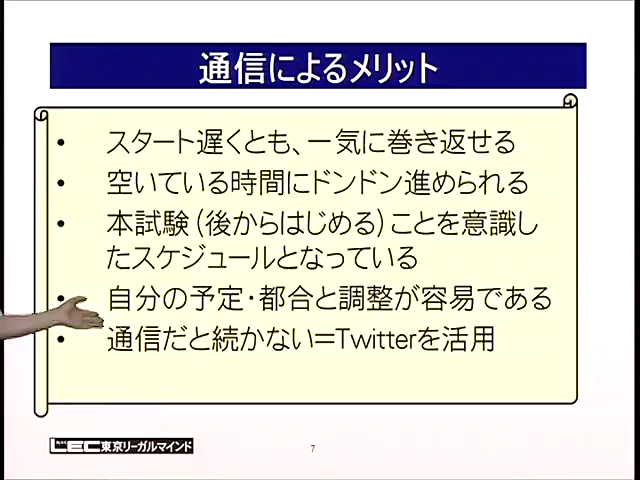 通信によるメリット
• スタート遅くとも、一気に巻き返せる
• 空いている時間にドンドン進められる
• 本試験(後からはじめる)ことを意識し
たスケジュールとなっている
• 自分の予定・都合と調整が容易である
• 通信だと続かない＝Twitterを活用
LEC東京リーガルマインド
7